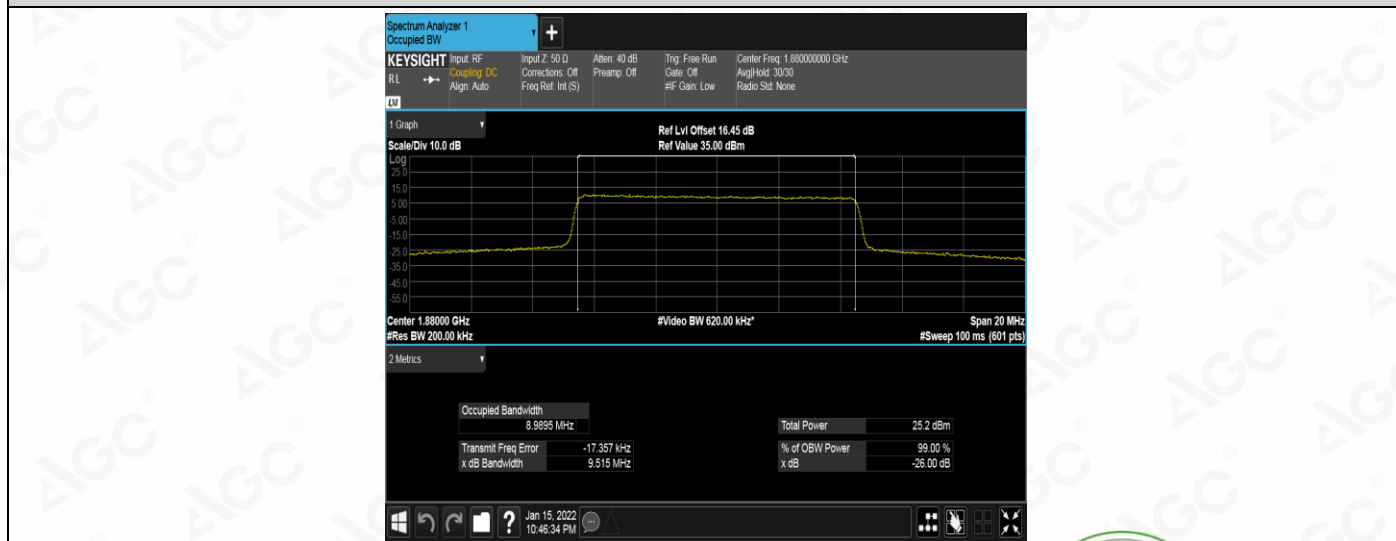 Spectrum Analyzer 1
Occupied BW
+
KEYSIGHT Input: RF Input Z: 50 Ω Atten: 40 dB Trig: Free Run Center Freq: 1.880000000 GHz
RL Coupling: DC Corrections: Off Preamp: Off Gate: Off Avg|Hold: 30/30
Align: Auto Freq Ref: Int (S) #IF Gain: Low Radio Std: None
LXI
1 Graph
Ref Lvl Offset 16.45 dB
Scale/Div 10.0 dB Ref Value 35.00 dBm
Log
25.0
15.0
5.00
-5.00
-15.0
-25.0
-35.0
-45.0
-55.0
Center 1.88000 GHz #Video BW 620.00 kHz* Span 20 MHz
#Res BW 200.00 kHz #Sweep 100 ms (601 pts)
2 Metrics
Occupied Bandwidth
8.9895 MHz Total Power 25.2 dBm
Transmit Freq Error -17.357 kHz % of OBW Power 99.00 %
x dB Bandwidth 9.515 MHz x dB -26.00 dB
? Jan 15, 2022
10:46:34 PM
AGC